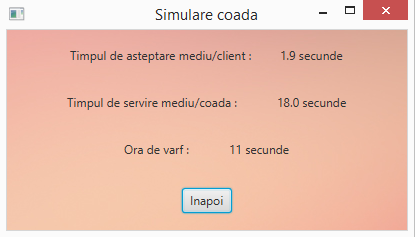 Simulare coada
Timpul de asteptare mediu/client : 1.9 secunde
Timpul de servire mediu/coada : 18.0 secunde
Ora de varf : 11 secunde
Inapoi